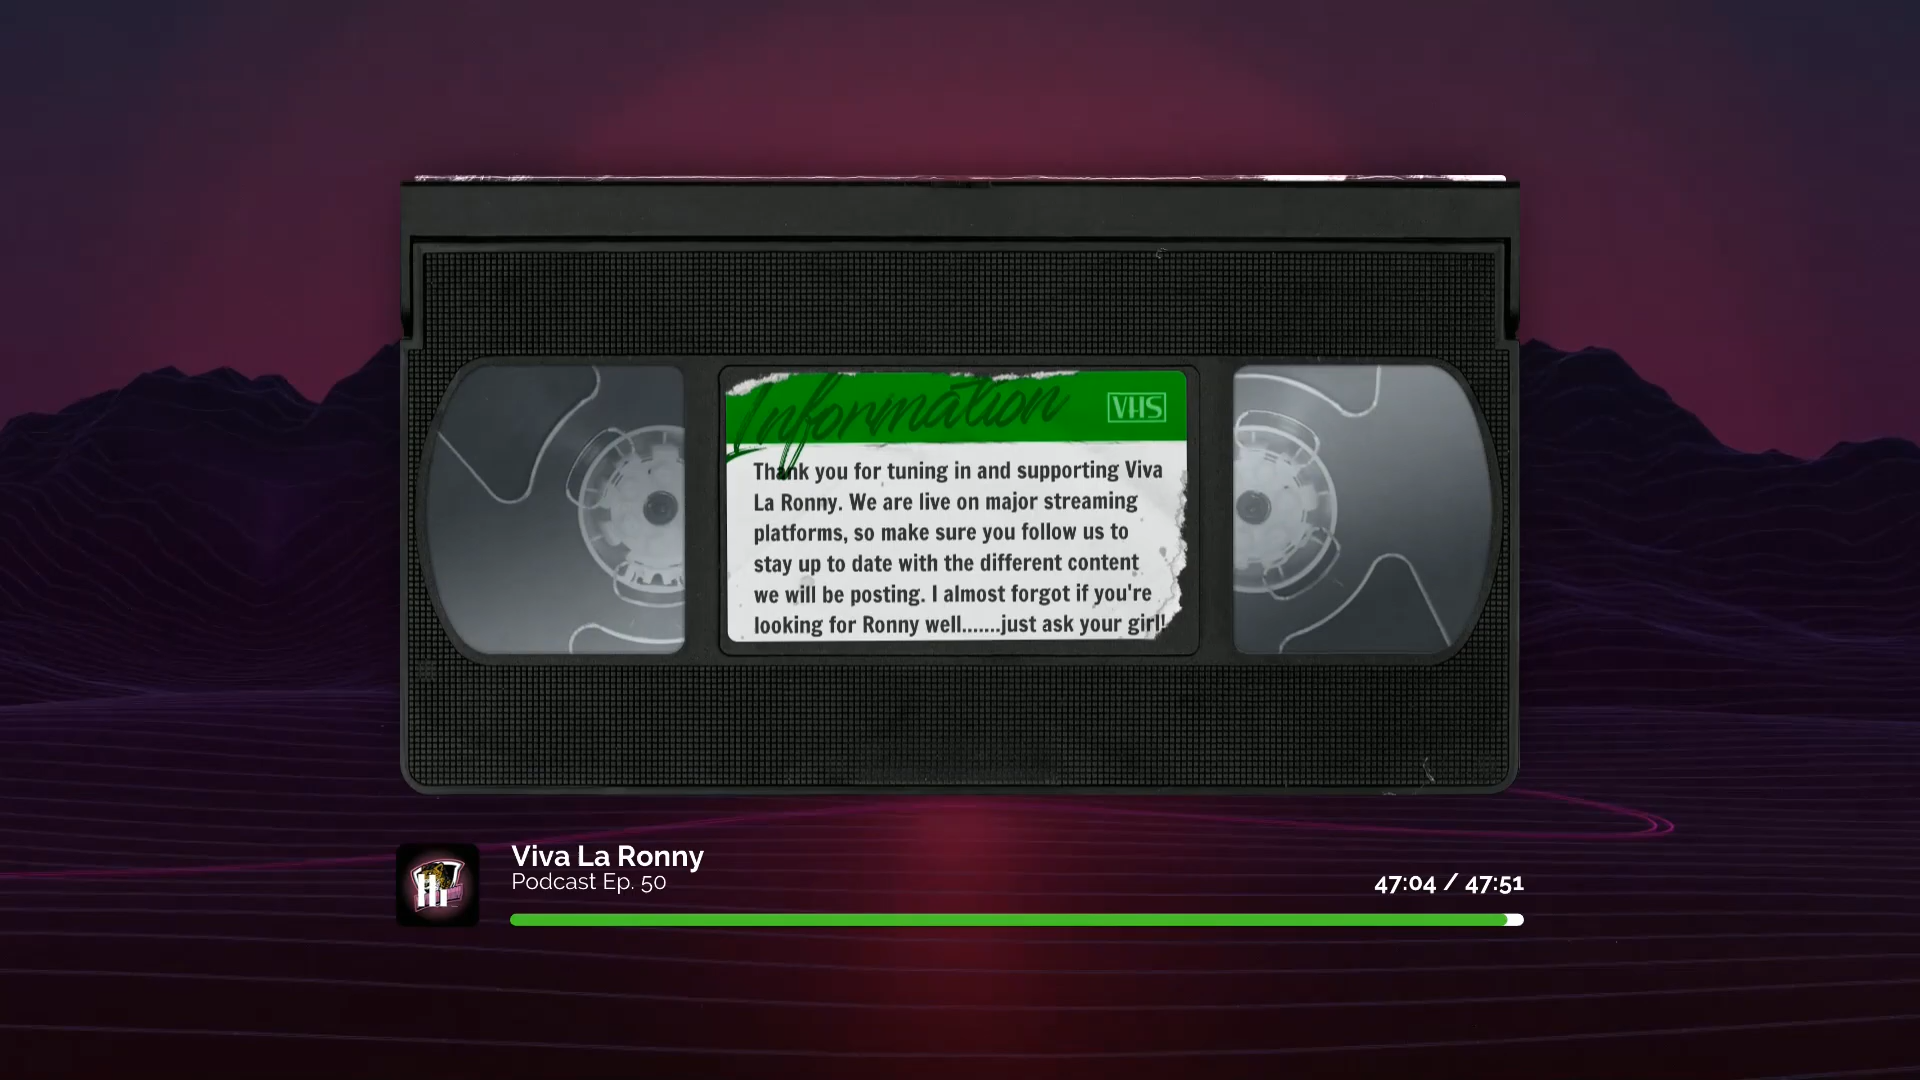 Information
VHS
Thank you for tuning in and supporting Viva
La Ronny. We are live on major streaming
platforms, so make sure you follow us to
stay up to date with the different content
we will be posting. I almost forgot if you're
looking for Ronny well.......just ask your girl!
Viva La Ronny
Podcast Ep. 50
47:04 / 47:51